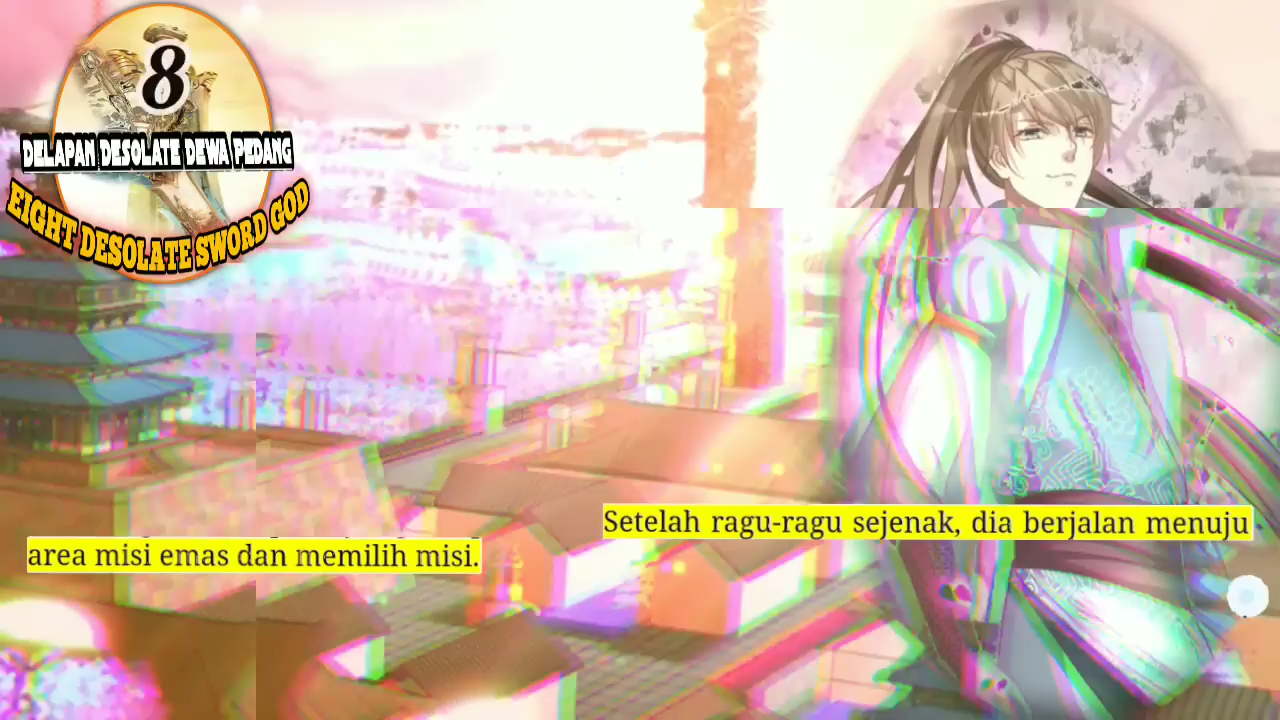 8
DELAPAN DESOLATE DEWA PEDANG
EIGHT DESOLATE SWORD GOD
Setelah ragu-ragu sejenak, dia berjalan menuju
area misi emas dan memilih misi.